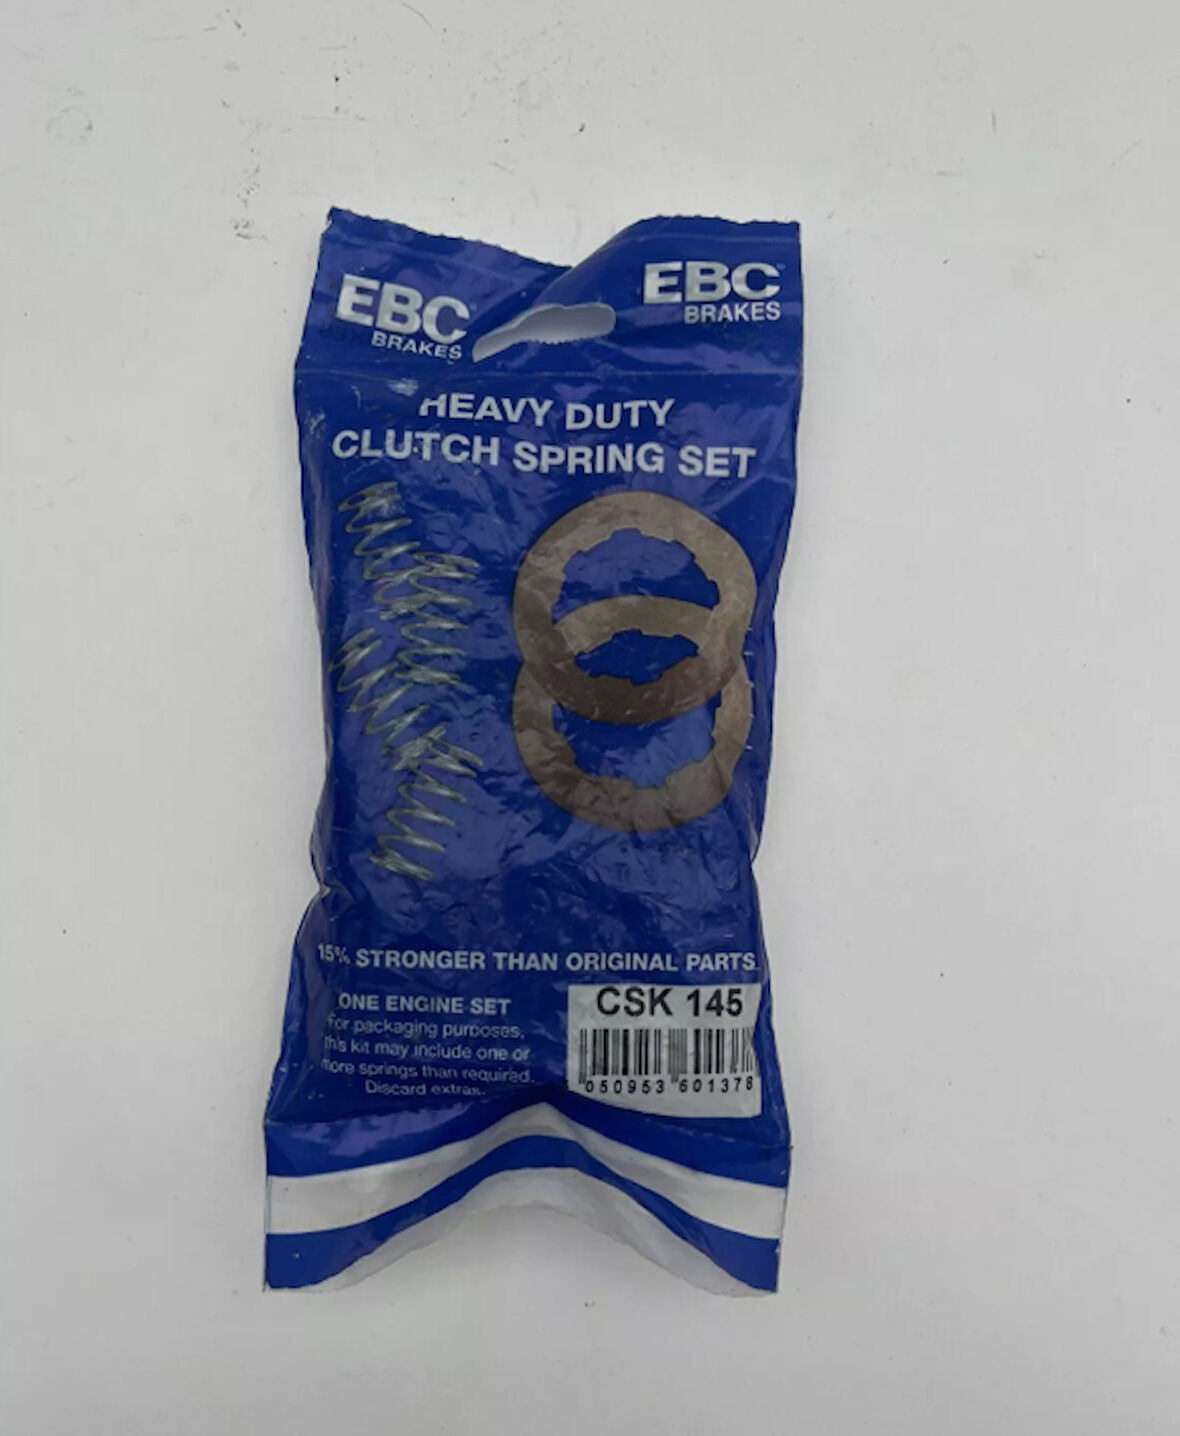 EBC
BRAKES
EBC
BRAKES
HEAVY DUTY
CLUTCH SPRING SET
15% STRONGER THAN ORIGINAL PARTS
ONE ENGINE SET
For packaging purposes,
this kit may include one or
more springs than required.
Discard extras.
CSK 145
050953 601378